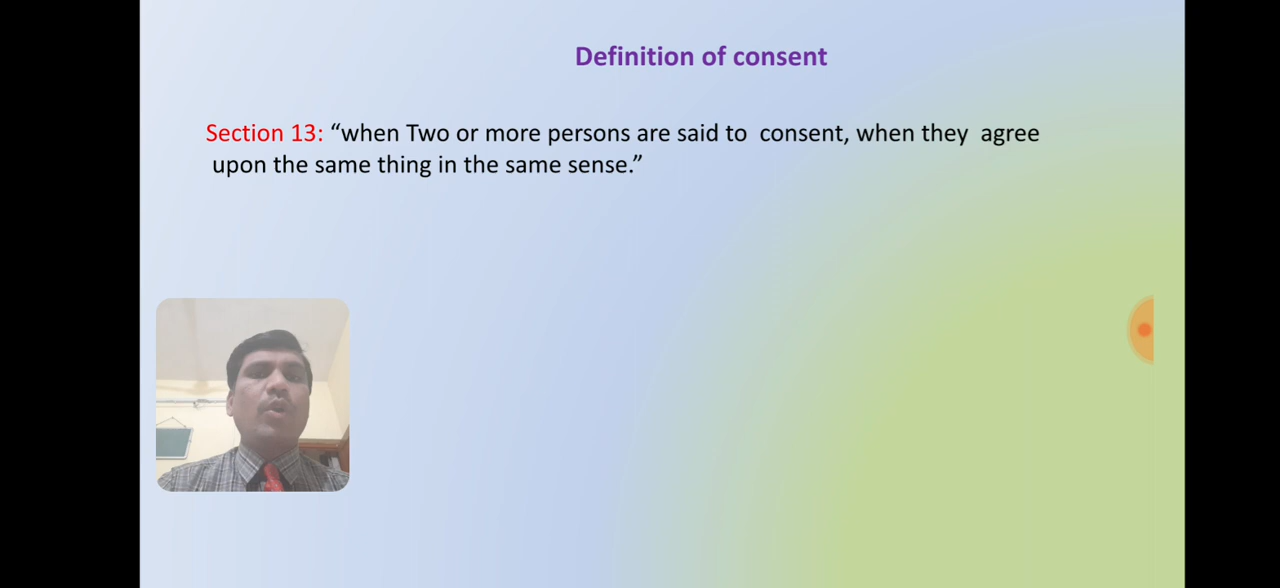 Definition of consent
Section 13: “when Two or more persons are said to  consent, when they  agree
upon the same thing in the same sense.”